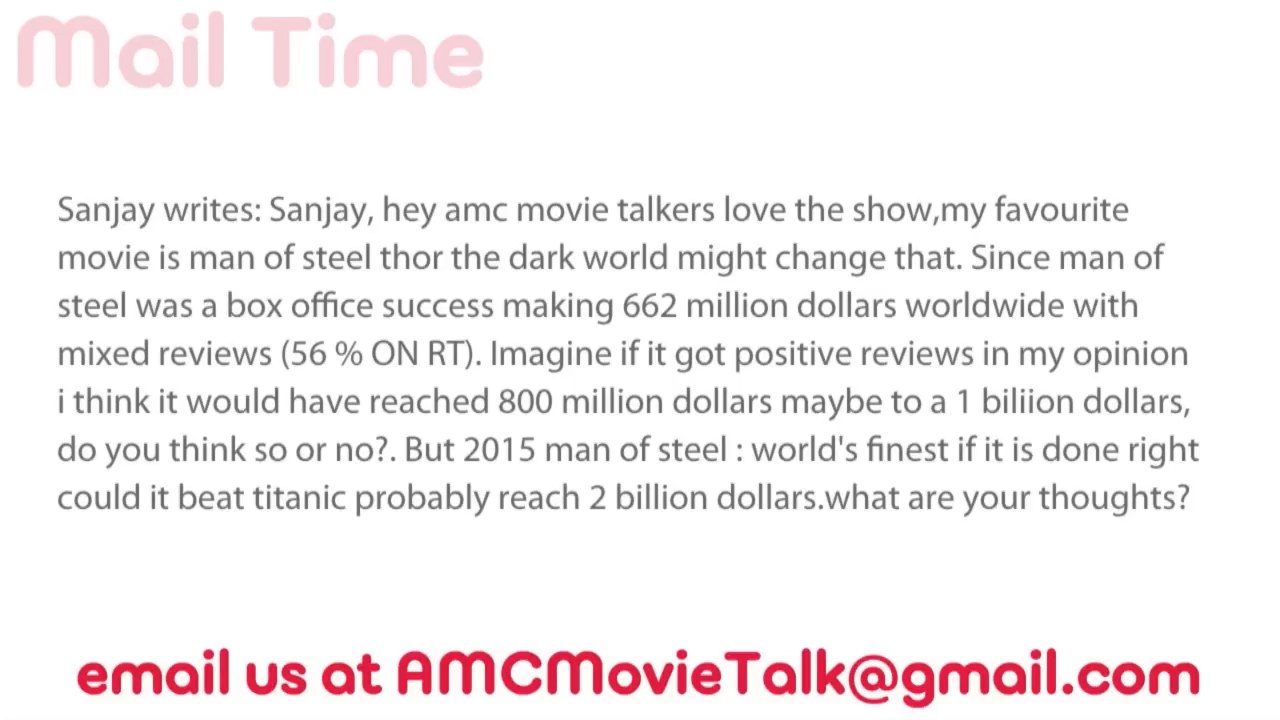 Mail Time
Sanjay writes: Sanjay, hey amc movie talkers love the show,my favourite
movie is man of steel thor the dark world might change that. Since man of
steel was a box office success making 662 million dollars worldwide with
mixed reviews (56 % ON RT). Imagine if it got positive reviews in my opinion
i think it would have reached 800 million dollars maybe to a 1 biliion dollars,
do you think so or no?. But 2015 man of steel : world's finest if it is done right
could it beat titanic probably reach 2 billion dollars.what are your thoughts?
email us at AMCMovieTalk@gmail.com